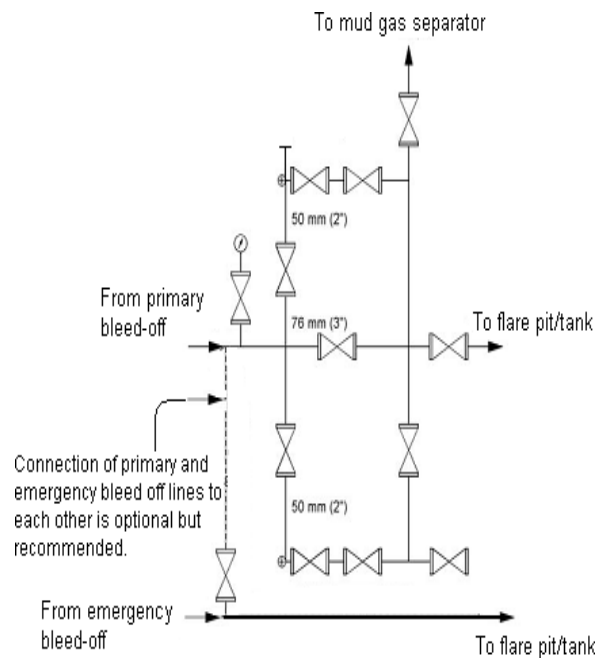 To mud gas separator
50 mm (2")
From primary
bleed-off
76 mm (3")
To flare pit/tank
Connection of primary and
emergency bleed off lines to
each other is optional but
recommended.
50 mm (2")
From emergency
bleed-off
To flare pit/tank